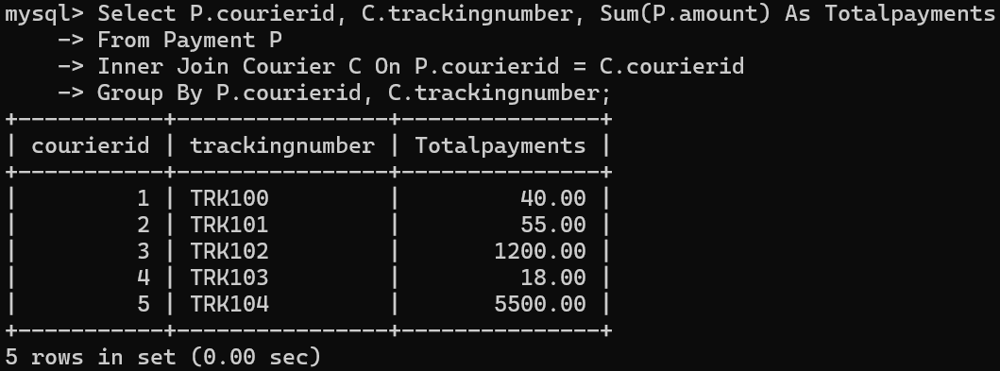 mysql> Select P.courierid, C.trackingnumber, Sum(P.amount) As Totalpayments
    -> From Payment P
    -> Inner Join Courier C On P.courierid = C.courierid
    -> Group By P.courierid, C.trackingnumber;
+-----------+----------------+---------------+
| courierid | trackingnumber | Totalpayments |
+-----------+----------------+---------------+
|         1 | TRK100         |         40.00 |
|         2 | TRK101         |         55.00 |
|         3 | TRK102         |       1200.00 |
|         4 | TRK103         |         18.00 |
|         5 | TRK104         |       5500.00 |
+-----------+----------------+---------------+
5 rows in set (0.00 sec)